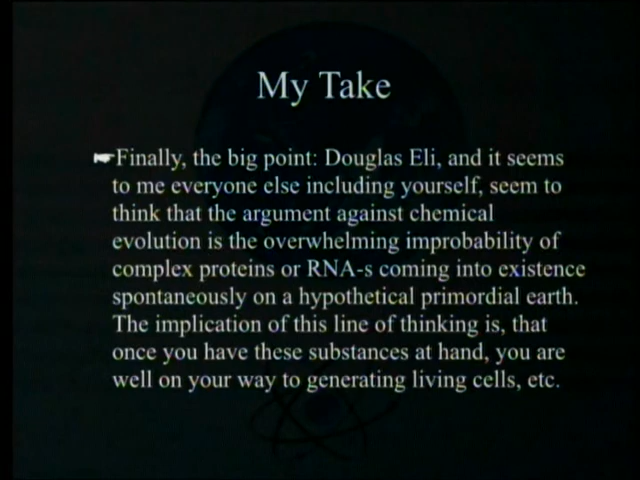 My Take
Finally, the big point: Douglas Eli, and it seems
to me everyone else including yourself, seem to
think that the argument against chemical
evolution is the overwhelming improbability of
complex proteins or RNA-s coming into existence
spontaneously on a hypothetical primordial earth.
The implication of this line of thinking is, that
once you have these substances at hand, you are
well on your way to generating living cells, etc.